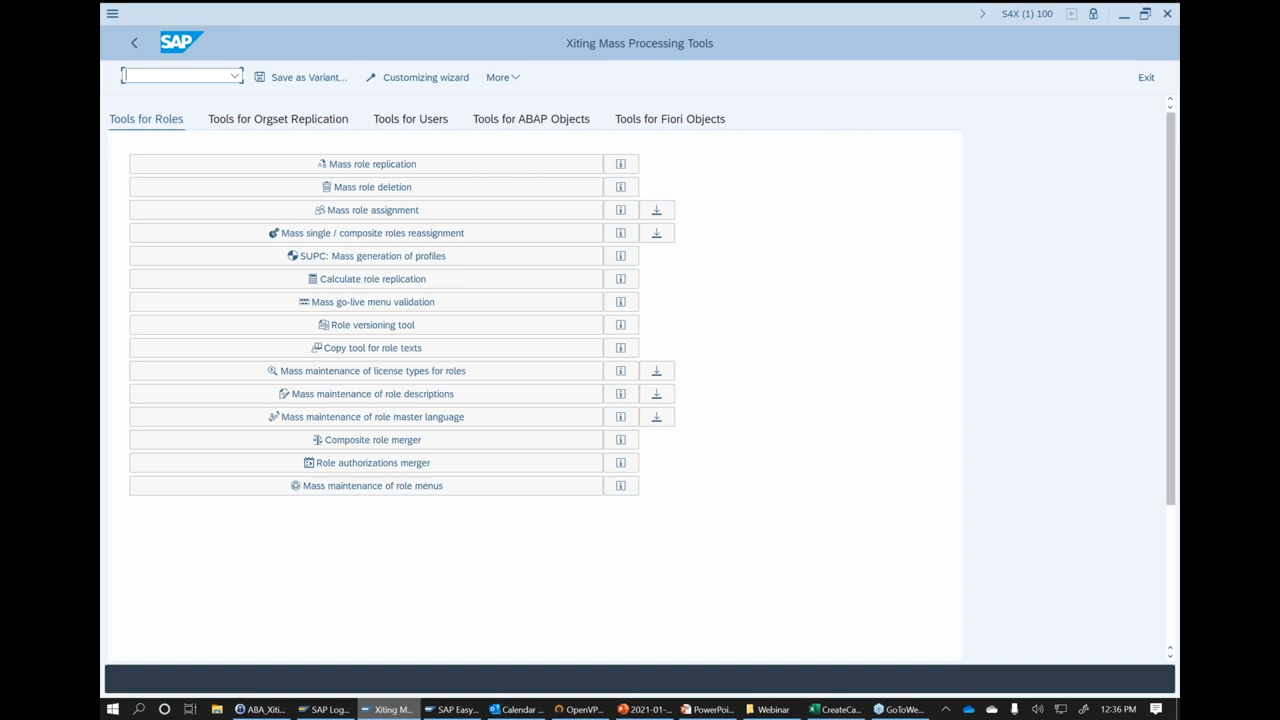 S4X (1) 100
SAP
Xiting Mass Processing Tools
Save as Variant... Customizing wizard More Exit
Tools for Roles Tools for Orgset Replication Tools for Users Tools for ABAP Objects Tools for Fiori Objects
Mass role replication
Mass role deletion
Mass role assignment
Mass single / composite roles reassignment
SUPC: Mass generation of profiles
Calculate role replication
Mass go-live menu validation
Role versioning tool
Copy tool for role texts
Mass maintenance of license types for roles
Mass maintenance of role descriptions
Mass maintenance of role master language
Composite role merger
Role authorizations merger
Mass maintenance of role menus
ABA_Xiti... SAP Log... Xiting M... SAP Easy... Calendar ... OpenVP... 2021-01-... PowerPoi... Webinar CreateCa... GoToWe... 12:36 PM